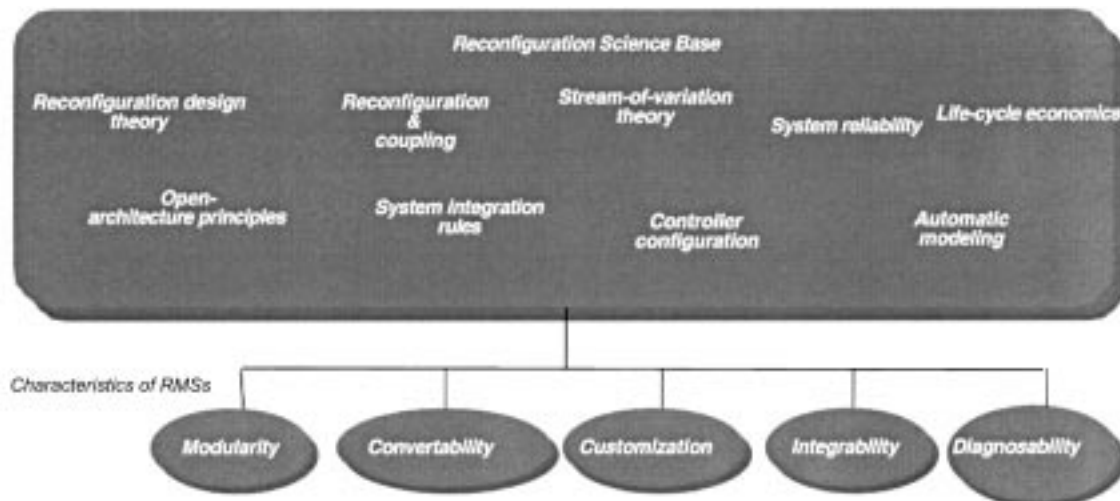 Reconfiguration Science Base
Reconfiguration design
theory
Reconfiguration
&
coupling
Stream-of-variation
theory
System reliability
Life-cycle economics
Open-
architecture principles
System integration
rules
Controller
configuration
Automatic
modeling
Characteristics of RMSs
Modularity
Convertability
Customization
Integrability
Diagnosability